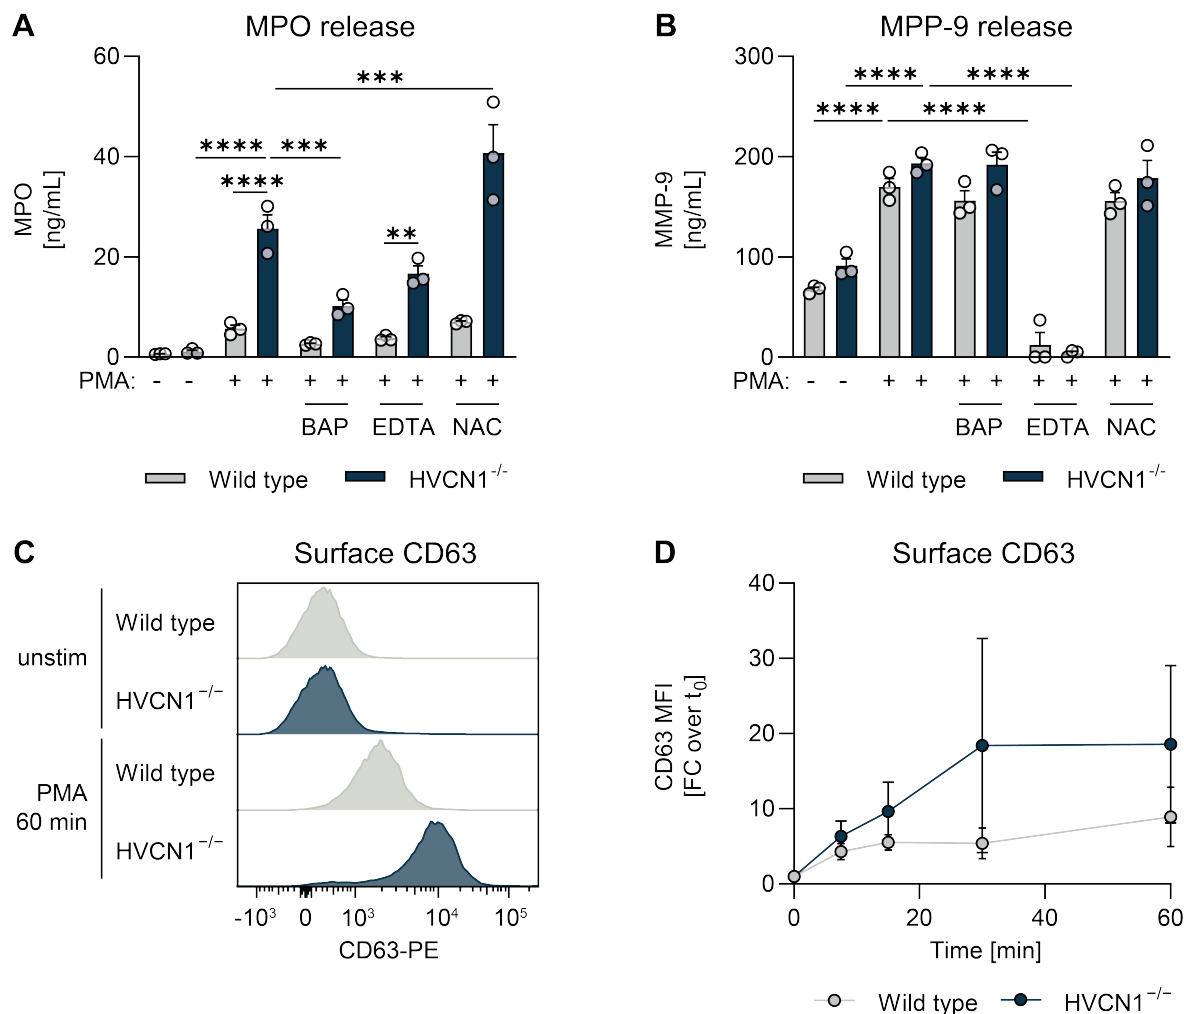 A
MPO release
MPO
[ng/mL]
60
40
20
0
***
**** ***
****
**
PMA: - - + + + + + + + +
BAP EDTA NAC
Wild type HVCN1-/-
B
MPP-9 release
MMP-9
[ng/mL]
300
200
100
0
**** ****
**** ****
PMA: - - + + + + + + + +
BAP EDTA NAC
Wild type HVCN1-/-
C
Surface CD63
unstim
Wild type
HVCN1−/−
PMA
60 min
Wild type
HVCN1−/−
-10³ 0 10³ 10⁴ 10⁵
CD63-PE
D
Surface CD63
CD63 MFI
[FC over t₀]
40
30
20
10
0
0 20 40 60
Time [min]
Wild type HVCN1−/−